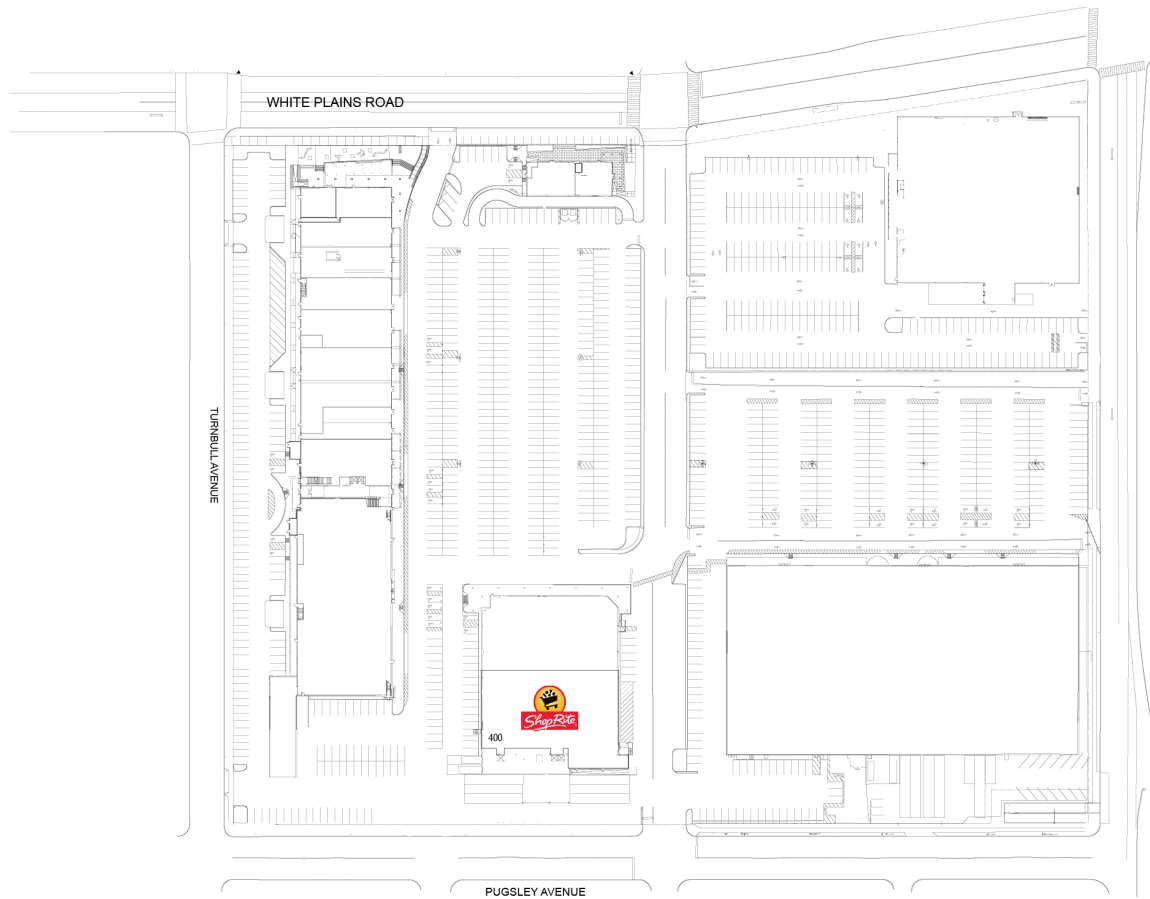 WHITE PLAINS ROAD
TURNBULL AVENUE
ShopRite
400
PUGSLEY AVENUE